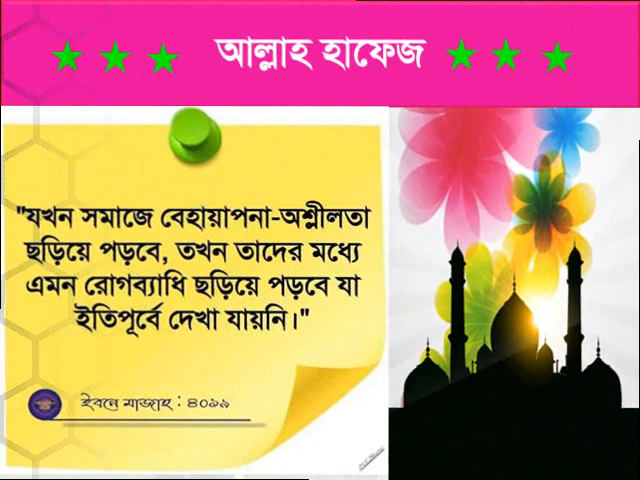 আল্লাহ হাফেজ
"যখন সমাজে বেহায়াপনা-অশ্লীলতা
ছড়িয়ে পড়বে, তখন তাদের মধ্যে
এমন রোগব্যাধি ছড়িয়ে পড়বে যা
ইতিপূর্বে দেখা যায়নি।"
ইবনে মাজাহ : ৪০১৯